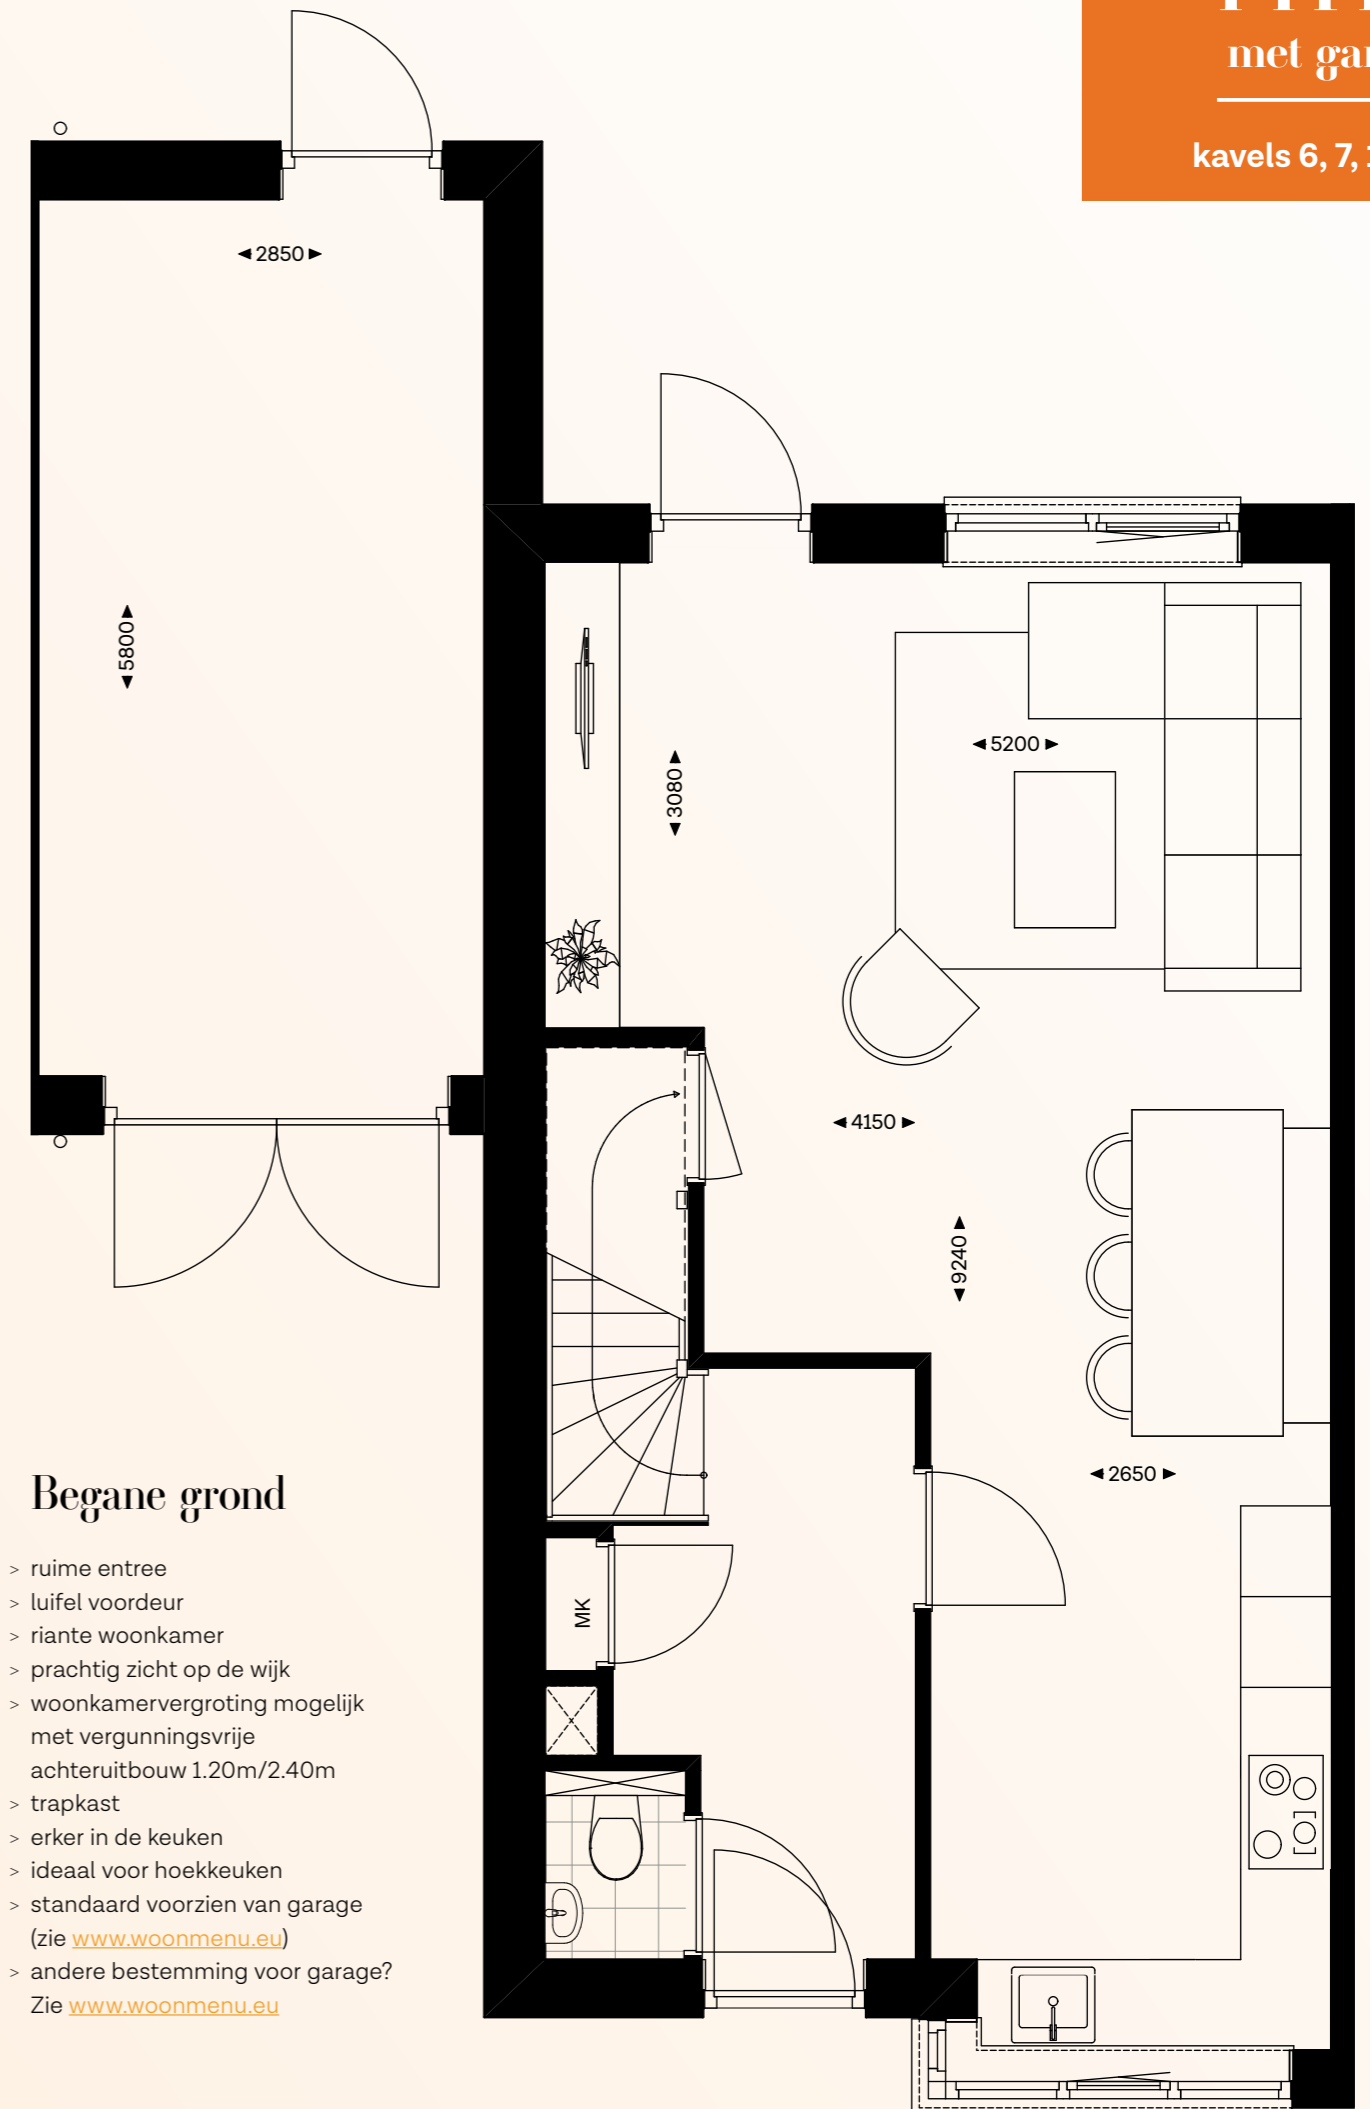 kavels 6, 7,
2850
5800
5200
3080
4150
9240
2650
MK
Begane grond
> ruime entree
> luifel voordeur
> riante woonkamer
> prachtig zicht op de wijk
> woonkamervergroting mogelijk
met vergunningsvrije
achteruitbouw 1.20m/2.40m
> trapkast
> erker in de keuken
> ideaal voor hoekkeuken
> standaard voorzien van garage
(zie www.woonmenu.eu)
> andere bestemming voor garage?
Zie www.woonmenu.eu